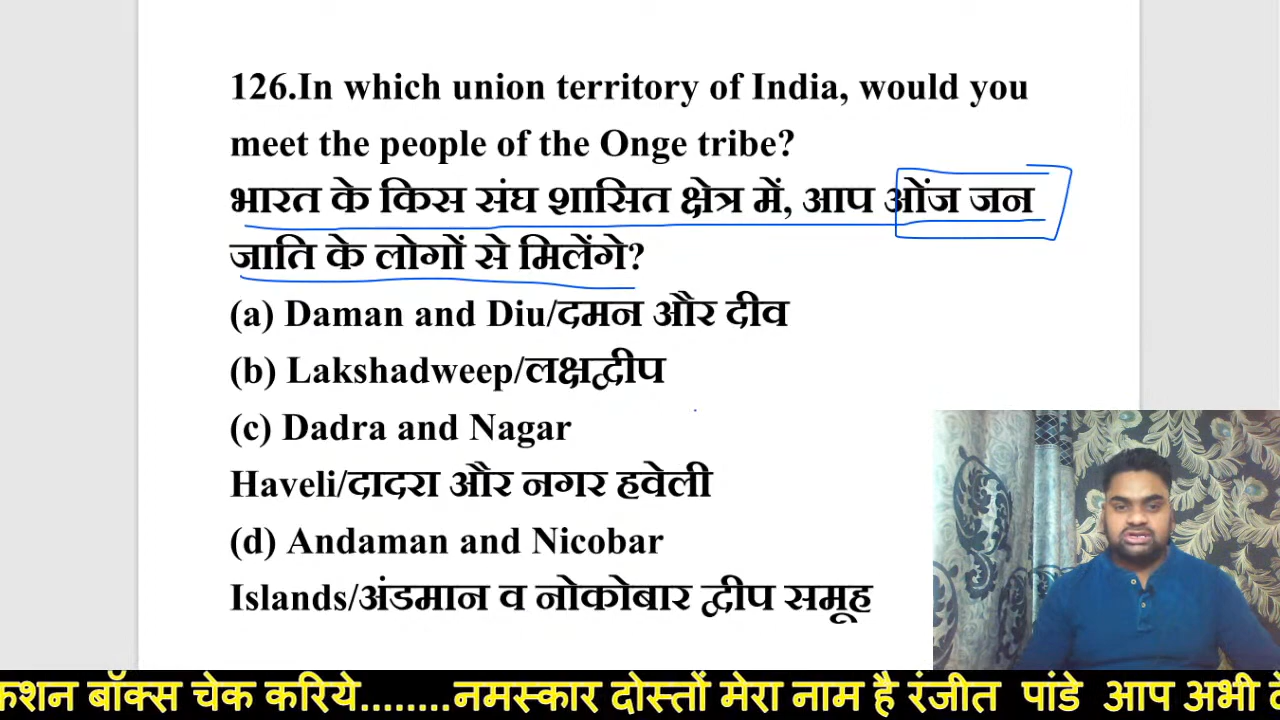 126.In which union territory of India, would you
meet the people of the Onge tribe?
भारत के किस संघ शासित क्षेत्र में, आप ओंज जन
जाति के लोगों से मिलेंगे?
(a) Daman and Diu/दमन और दीव
(b) Lakshadweep/लक्षद्वीप
(c) Dadra and Nagar
Haveli/दादरा और नगर हवेली
(d) Andaman and Nicobar
Islands/अंडमान व नोकोबार द्वीप समूह
बॉक्स चेक करिये........नमस्कार दोस्तों मेरा नाम है रंजीत पांडे आप अभी